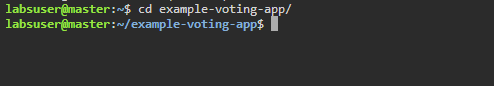 labsuser@master:~$ cd example-voting-app/
labsuser@master:~/example-voting-app$